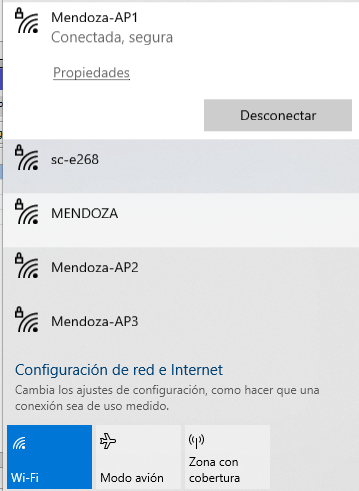 Mendoza-AP1
Conectada, segura
Propiedades
Desconectar
sc-e268
MENDOZA
Mendoza-AP2
Mendoza-AP3
Configuración de red e Internet
Cambia los ajustes de configuración, como hacer que una
conexión sea de uso medido.
Wi-Fi
Modo avión
Zona con
cobertura